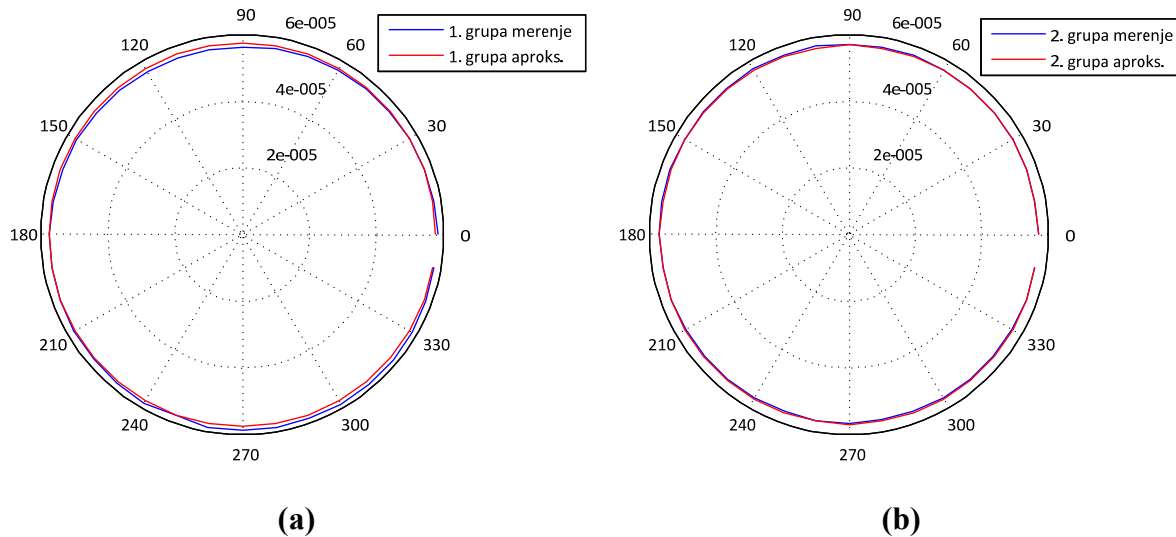 90
6e-005
1. grupa merenje
1. grupa aproks.
120
60
4e-005
150
30
2e-005
180
0
210
330
240
300
270
(a)
90
6e-005
2. grupa merenje
2. grupa aproks.
120
60
4e-005
150
30
2e-005
180
0
210
330
240
300
270
(b)